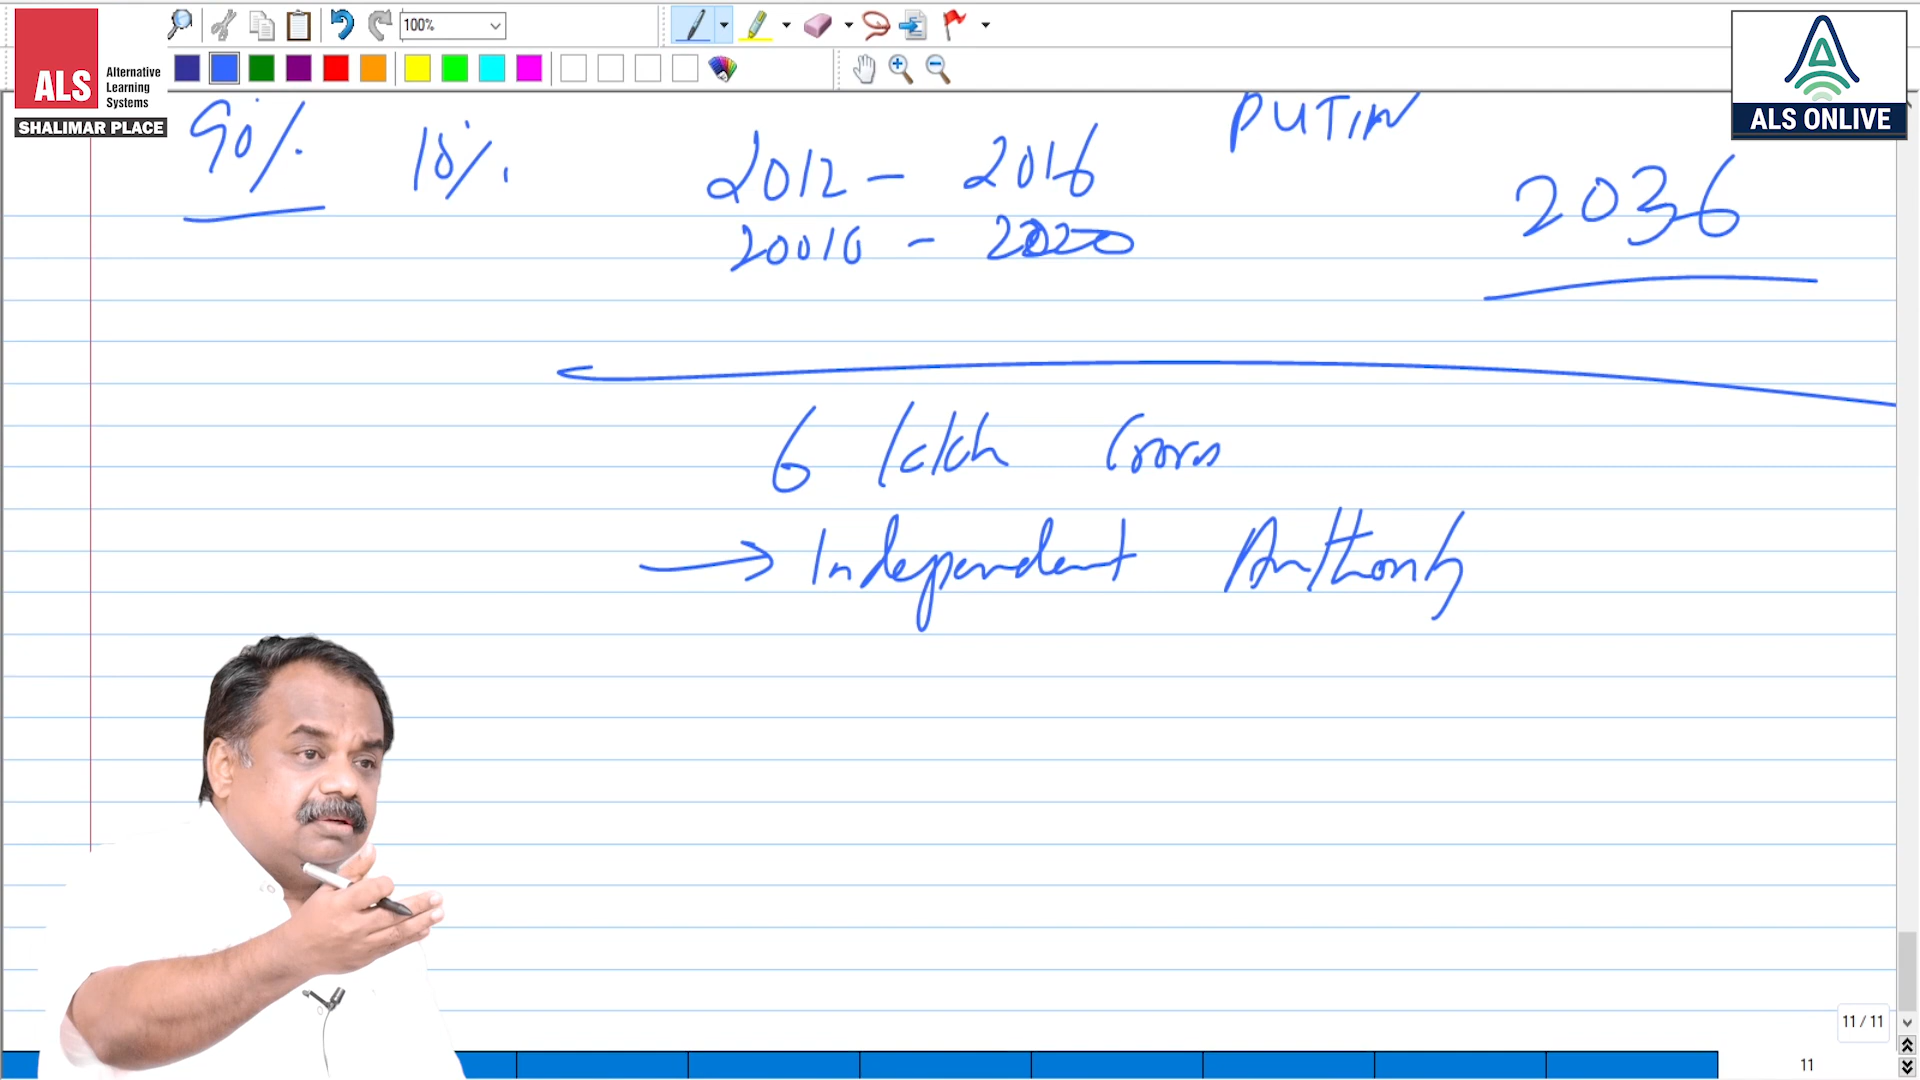 100%
ALS
Alternative
Learning
Systems
SHALIMAR PLACE
ALS ONLIVE
90% 10%
2012 - 2016
20016 - 2020
PUTIN
2036
6 lakh Crores
→ Independent Authority
11 / 11
11